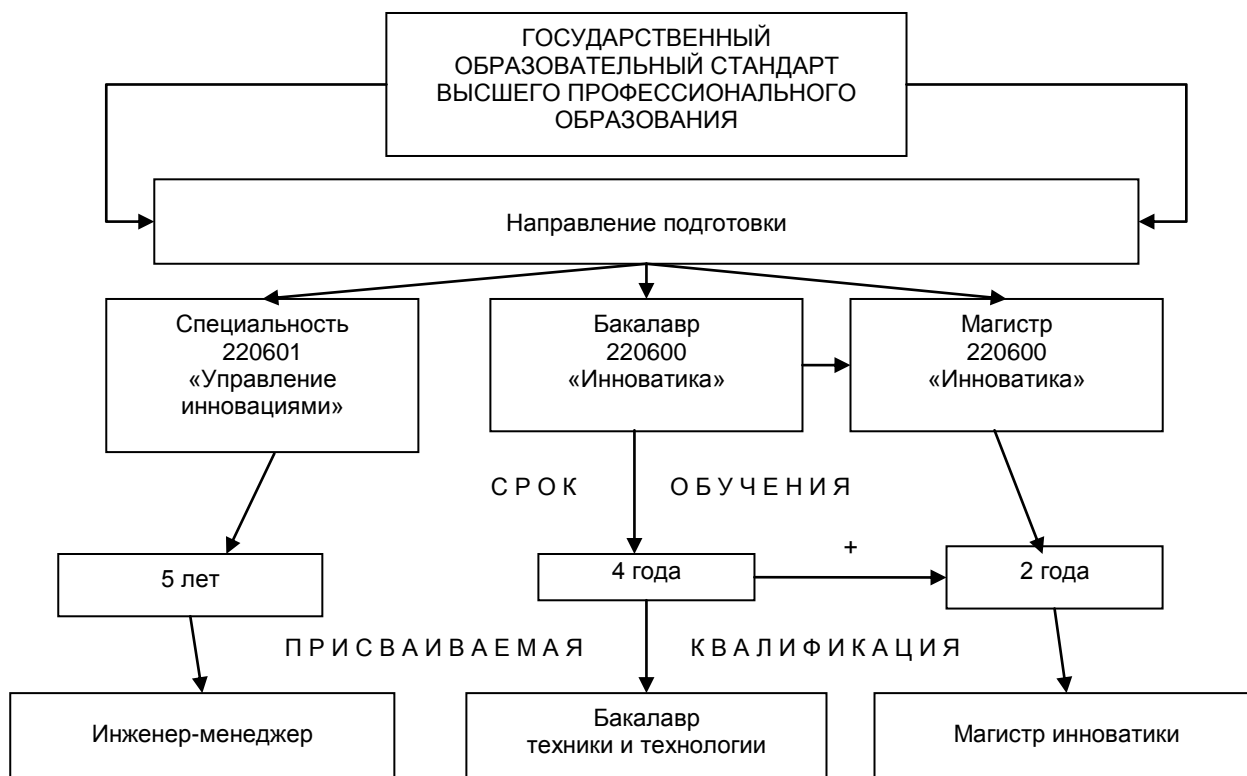 ГОСУДАРСТВЕННЫЙ
ОБРАЗОВАТЕЛЬНЫЙ СТАНДАРТ
ВЫСШЕГО ПРОФЕССИОНАЛЬНОГО
ОБРАЗОВАНИЯ
Направление подготовки
Специальность
220601
«Управление
инновациями»
Бакалавр
220600
«Инноватика»
Магистр
220600
«Инноватика»
С Р О К О Б У Ч Е Н И Я
5 лет
4 года
+
2 года
П Р И С В А И В А Е М А Я К В А Л И Ф И К А Ц И Я
Инженер-менеджер
Бакалавр
техники и технологии
Магистр инноватики